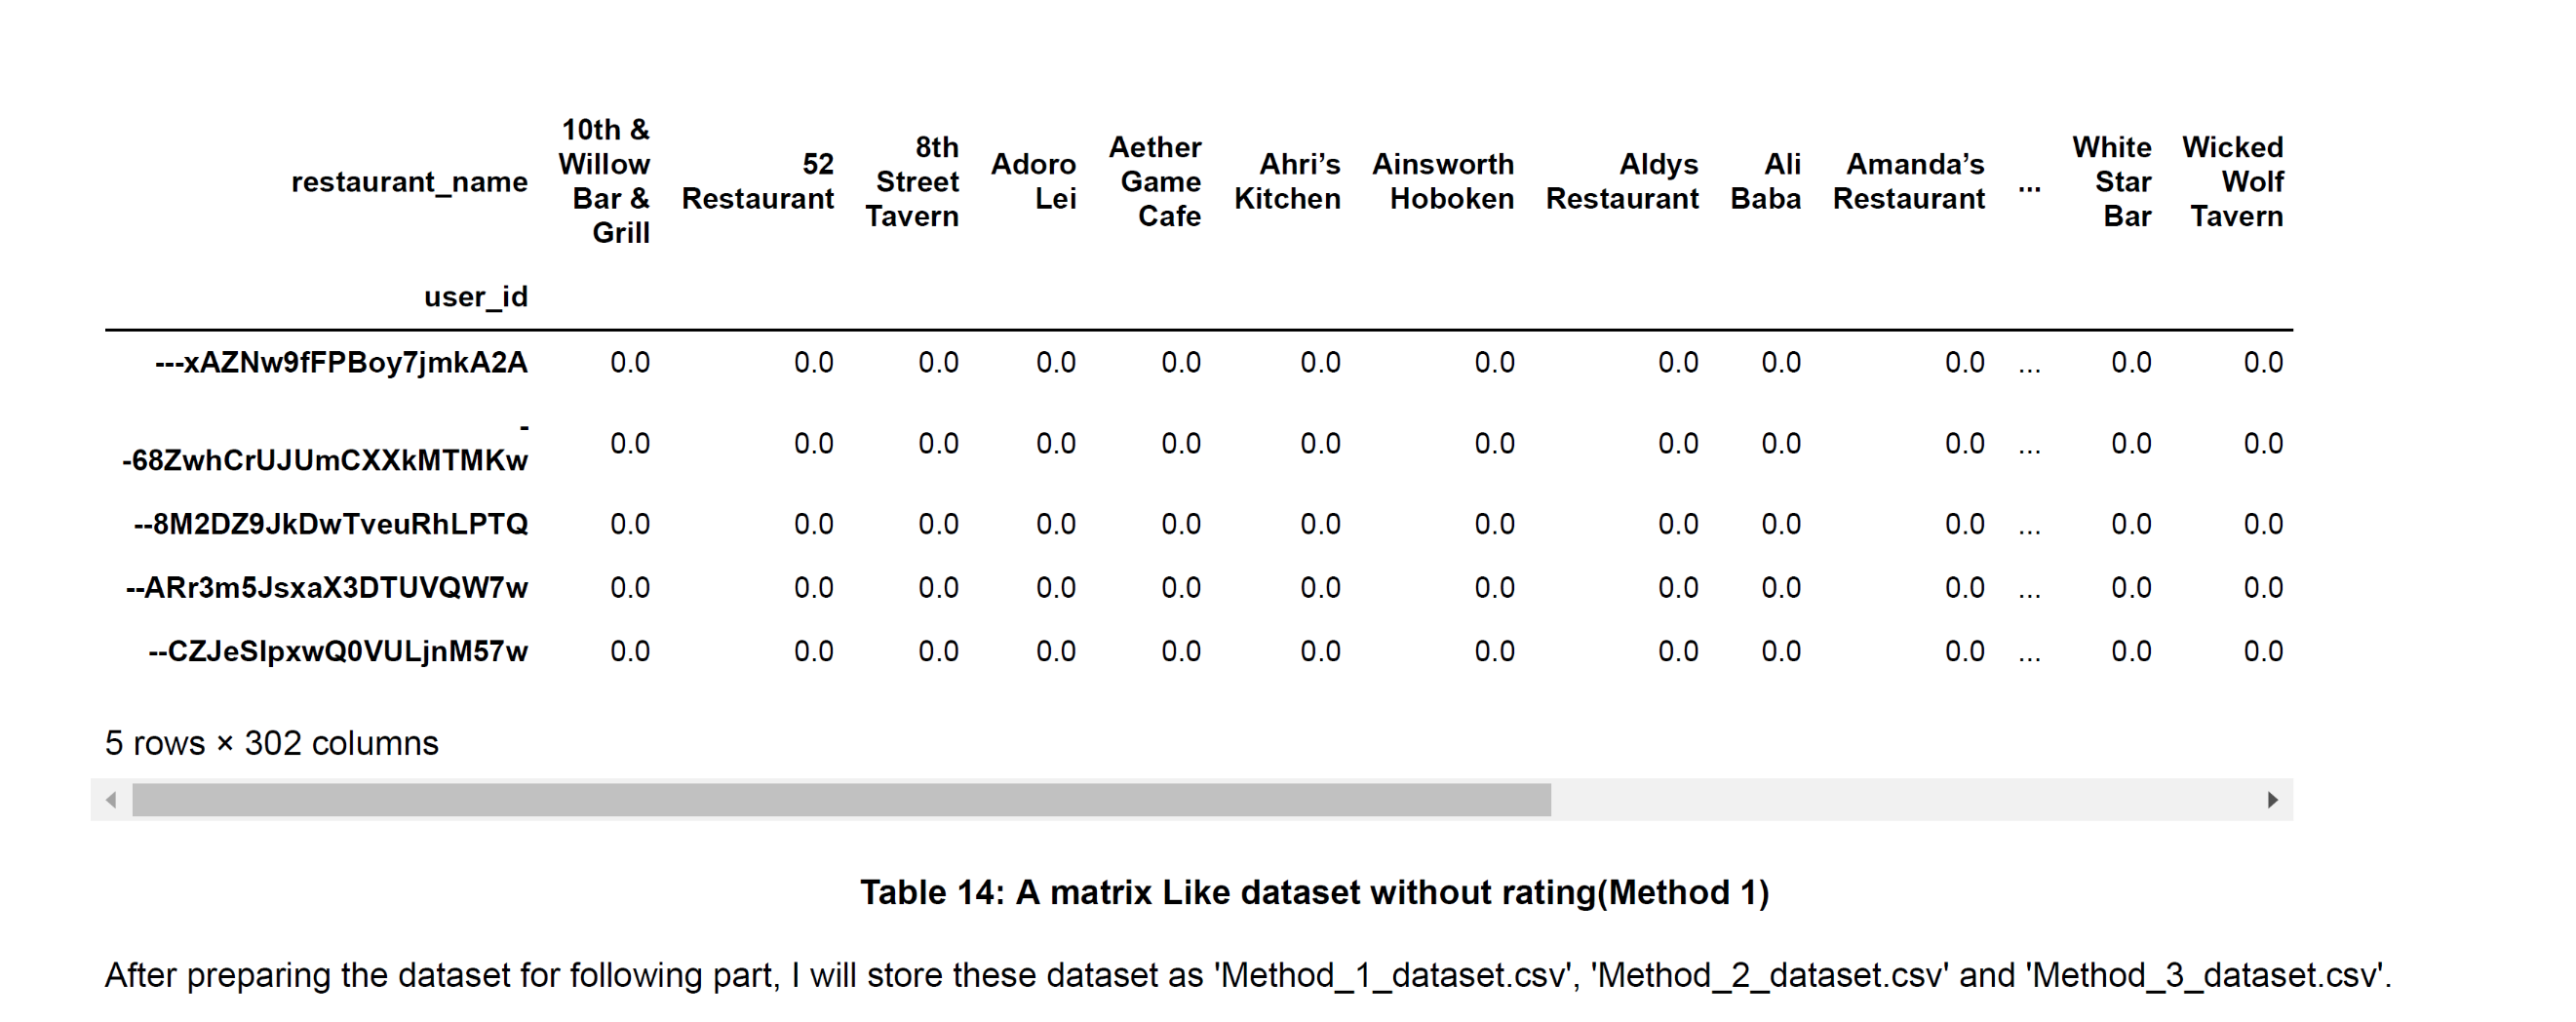 restaurant_name 10th & Willow Bar & Grill 52 Restaurant 8th Street Tavern Adoro Lei Aether Game Cafe Ahri’s Kitchen Ainsworth Hoboken Aldys Restaurant Ali Baba Amanda’s Restaurant ... White Star Bar Wicked Wolf Tavern
user_id
---xAZNw9fFPBoy7jmkA2A 0.0 0.0 0.0 0.0 0.0 0.0 0.0 0.0 0.0 0.0 ... 0.0 0.0
--68ZwhCrUJUmCXXkMTMKw 0.0 0.0 0.0 0.0 0.0 0.0 0.0 0.0 0.0 0.0 ... 0.0 0.0
--8M2DZ9JkDwTveuRhLPTQ 0.0 0.0 0.0 0.0 0.0 0.0 0.0 0.0 0.0 0.0 ... 0.0 0.0
--ARr3m5JsxaX3DTUVQW7w 0.0 0.0 0.0 0.0 0.0 0.0 0.0 0.0 0.0 0.0 ... 0.0 0.0
--CZJeSIpxwQ0VULjnM57w 0.0 0.0 0.0 0.0 0.0 0.0 0.0 0.0 0.0 0.0 ... 0.0 0.0
5 rows × 302 columns
Table 14: A matrix Like dataset without rating(Method 1)
After preparing the dataset for following part, I will store these dataset as 'Method_1_dataset.csv', 'Method_2_dataset.csv' and 'Method_3_dataset.csv'.